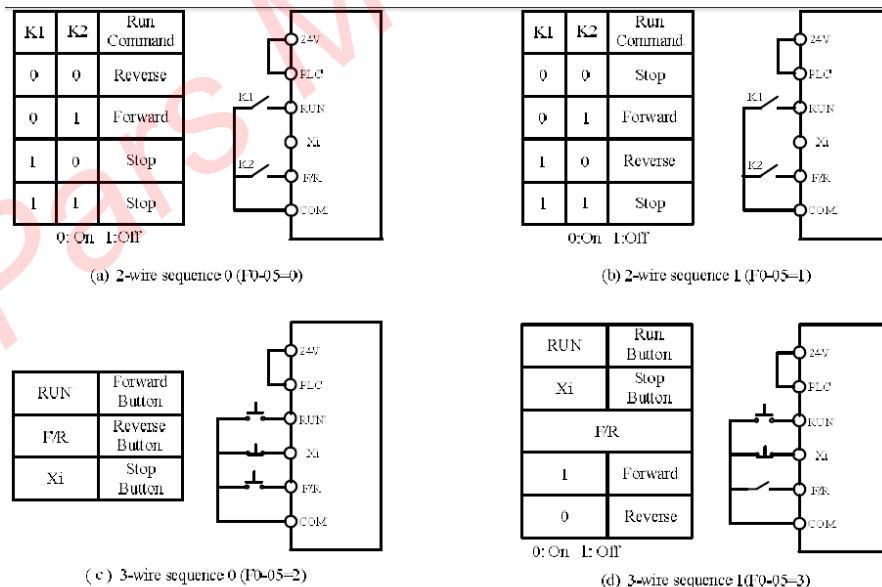 K1 K2 Run Command
0 0 Reverse
0 1 Forward
1 0 Stop
1 1 Stop
0: On 1:Off
24V
PLC
K1
RUN
Xi
K2
F/R
COM
(a) 2-wire sequence 0 (F0-05=0)
K1 K2 Run Command
0 0 Stop
0 1 Forward
1 0 Reverse
1 1 Stop
0:On 1:Off
24V
PLC
K1
RUN
Xi
K2
F/R
COM
(b) 2-wire sequence 1 (F0-05=1)
RUN Forward Button
F/R Reverse Button
Xi Stop Button
24V
PLC
RUN
Xi
F/R
COM
(c) 3-wire sequence 0 (F0-05=2)
RUN Run Button
Xi Stop Button
F/R
1 Forward
0 Reverse
0: On 1: Off
24V
PLC
RUN
Xi
F/R
COM
(d) 3-wire sequence 1(F0-05=3)
Pars